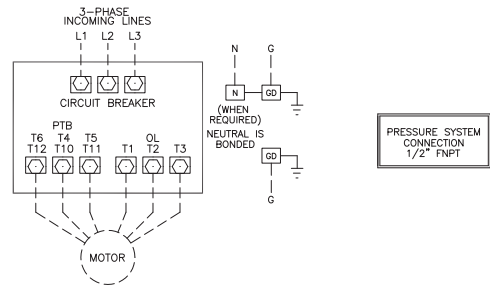 3-PHASE
INCOMING LINES
L1 L2 L3
CIRCUIT BREAKER
PTB
T6 T4 T5 OL
T12 T10 T11 T1 T2 T3
MOTOR
N G
N GD
(WHEN
REQUIRED)
NEUTRAL IS
BONDED
GD
G
PRESSURE SYSTEM
CONNECTION
1/2" FNPT